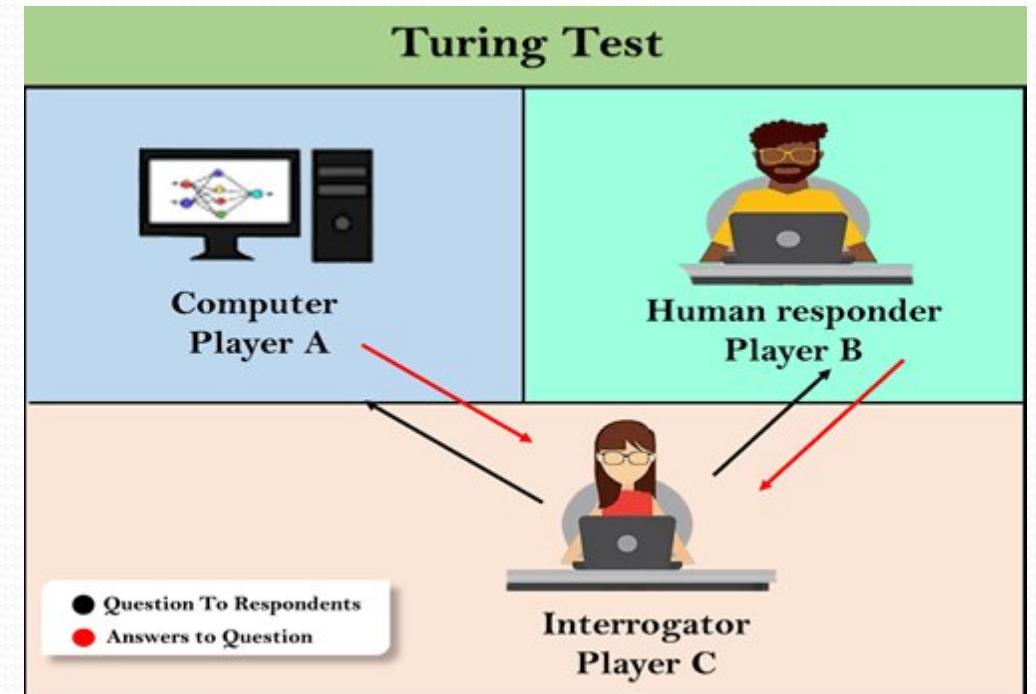 Turing Test
Computer
Player A
Human responder
Player B
Question To Respondents
Answers to Question
Interrogator
Player C